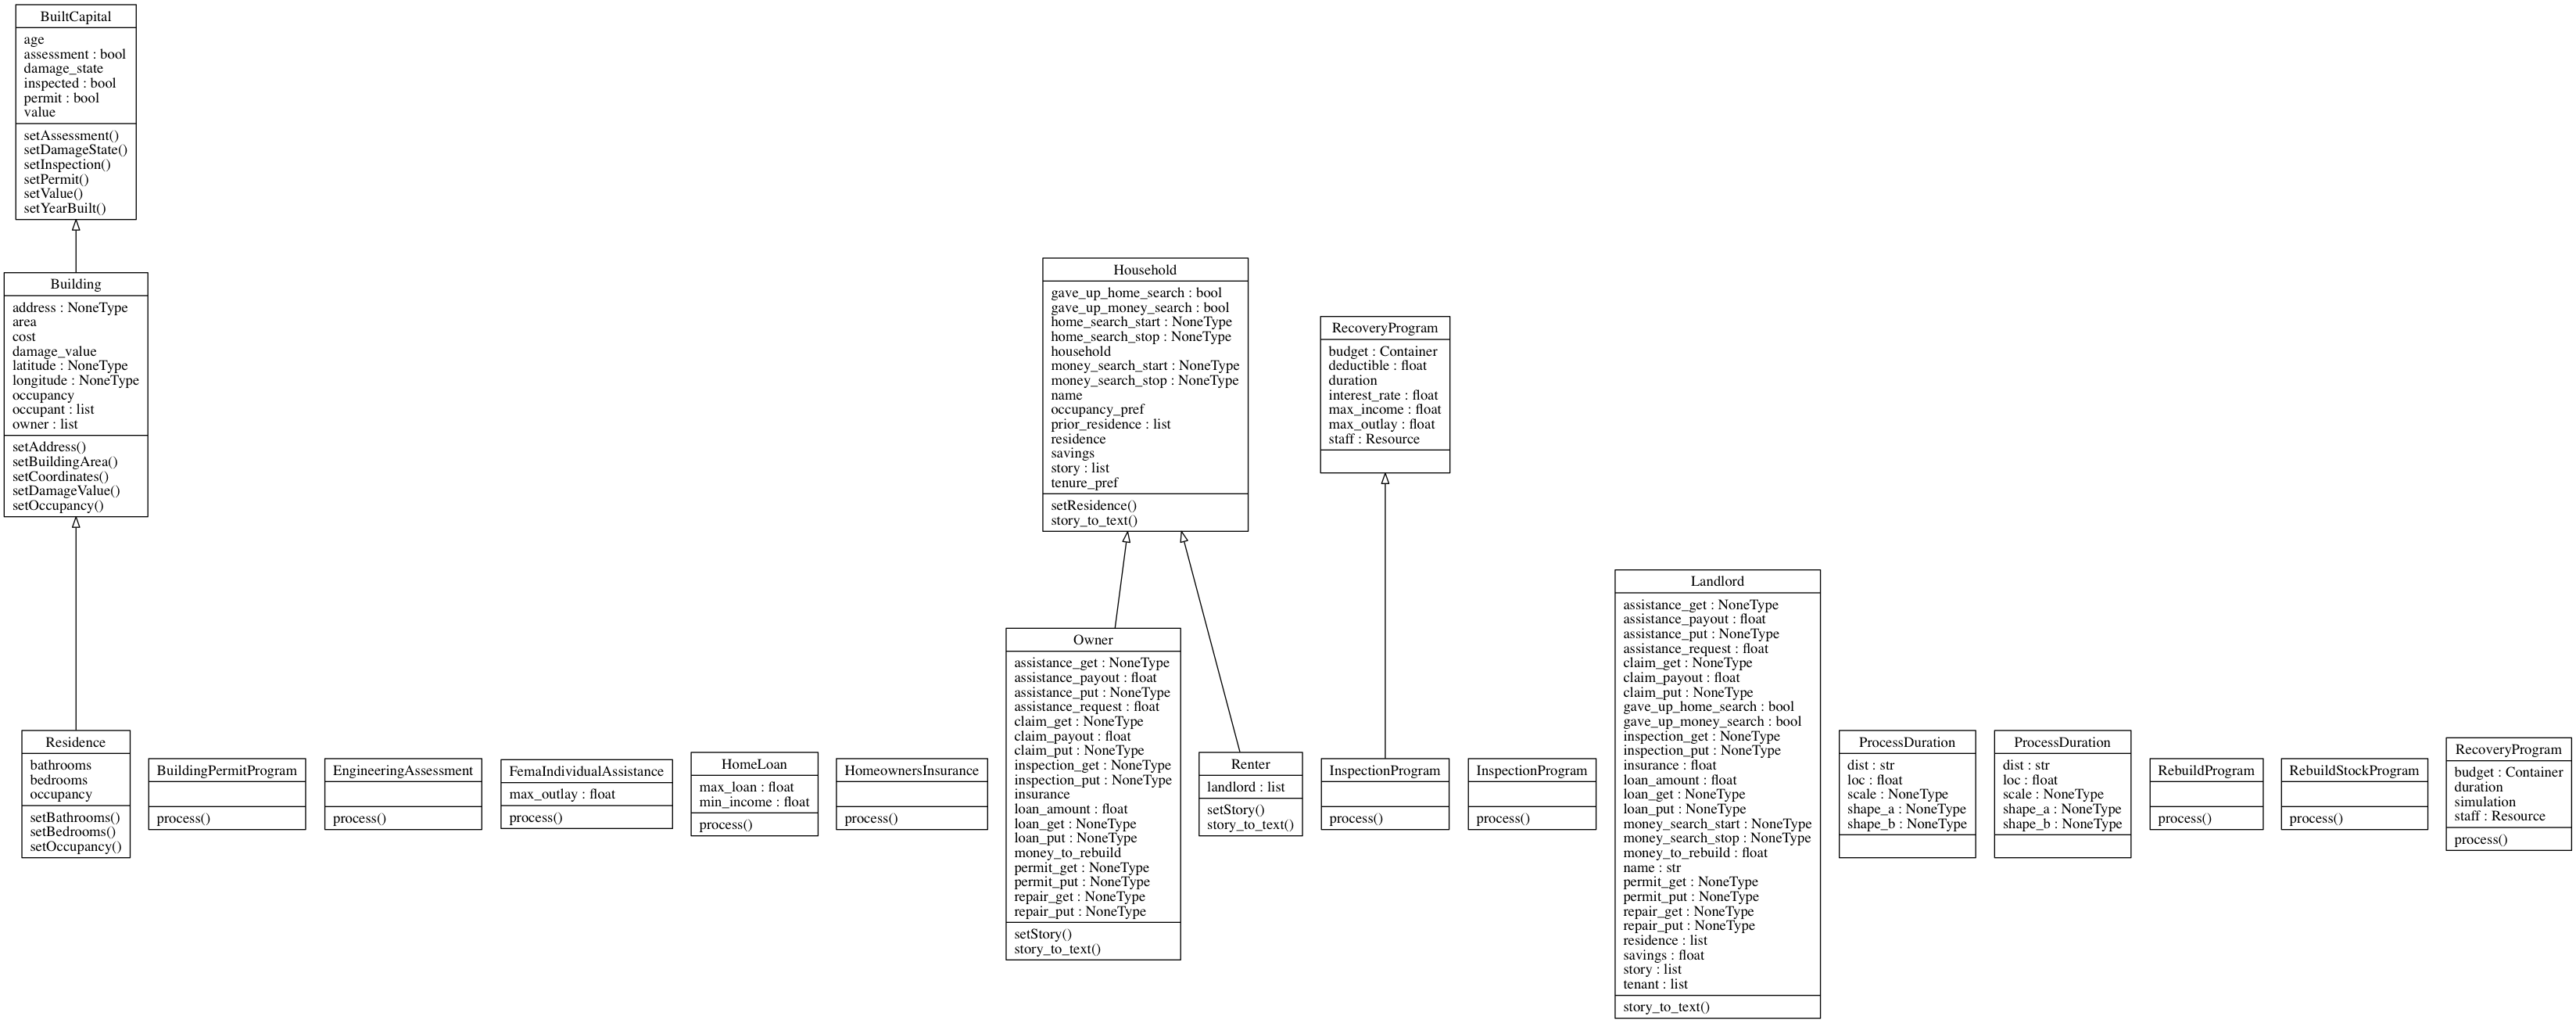 BuiltCapital
age
assessment : bool
damage_state
inspected : bool
permit : bool
value
setAssessment()
setDamageState()
setInspection()
setPermit()
setValue()
setYearBuilt()
Building
address : NoneType
area
cost
damage_value
latitude : NoneType
longitude : NoneType
occupancy
occupant : list
owner : list
setAddress()
setBuildingArea()
setCoordinates()
setDamageValue()
setOccupancy()
Household
gave_up_home_search : bool
gave_up_money_search : bool
home_search_start : NoneType
home_search_stop : NoneType
household
money_search_start : NoneType
money_search_stop : NoneType
name
occupancy_pref
prior_residence : list
residence
savings
story : list
tenure_pref
setResidence()
story_to_text()
RecoveryProgram
budget : Container
deductible : float
duration
interest_rate : float
max_income : float
max_outlay : float
staff : Resource
Residence
bathrooms
bedrooms
occupancy
setBathrooms()
setBedrooms()
setOccupancy()
BuildingPermitProgram
process()
EngineeringAssessment
process()
FemaIndividualAssistance
max_outlay : float
process()
HomeLoan
max_loan : float
min_income : float
process()
HomeownersInsurance
process()
Owner
assistance_get : NoneType
assistance_payout : float
assistance_put : NoneType
assistance_request : float
claim_get : NoneType
claim_payout : float
claim_put : NoneType
inspection_get : NoneType
inspection_put : NoneType
insurance
loan_amount : float
loan_get : NoneType
loan_put : NoneType
money_to_rebuild
permit_get : NoneType
permit_put : NoneType
repair_get : NoneType
repair_put : NoneType
setStory()
story_to_text()
Renter
landlord : list
setStory()
story_to_text()
InspectionProgram
process()
InspectionProgram
process()
Landlord
assistance_get : NoneType
assistance_payout : float
assistance_put : NoneType
assistance_request : float
claim_get : NoneType
claim_payout : float
claim_put : NoneType
gave_up_home_search : bool
gave_up_money_search : bool
inspection_get : NoneType
inspection_put : NoneType
insurance : float
loan_amount : float
loan_get : NoneType
loan_put : NoneType
money_search_start : NoneType
money_search_stop : NoneType
money_to_rebuild : float
name : str
permit_get : NoneType
permit_put : NoneType
repair_get : NoneType
repair_put : NoneType
residence : list
savings : float
story : list
tenant : list
story_to_text()
ProcessDuration
dist : str
loc : float
scale : NoneType
shape_a : NoneType
shape_b : NoneType
ProcessDuration
dist : str
loc : float
scale : NoneType
shape_a : NoneType
shape_b : NoneType
RebuildProgram
process()
RebuildStockProgram
process()
RecoveryProgram
budget : Container
duration
simulation
staff : Resource
process()